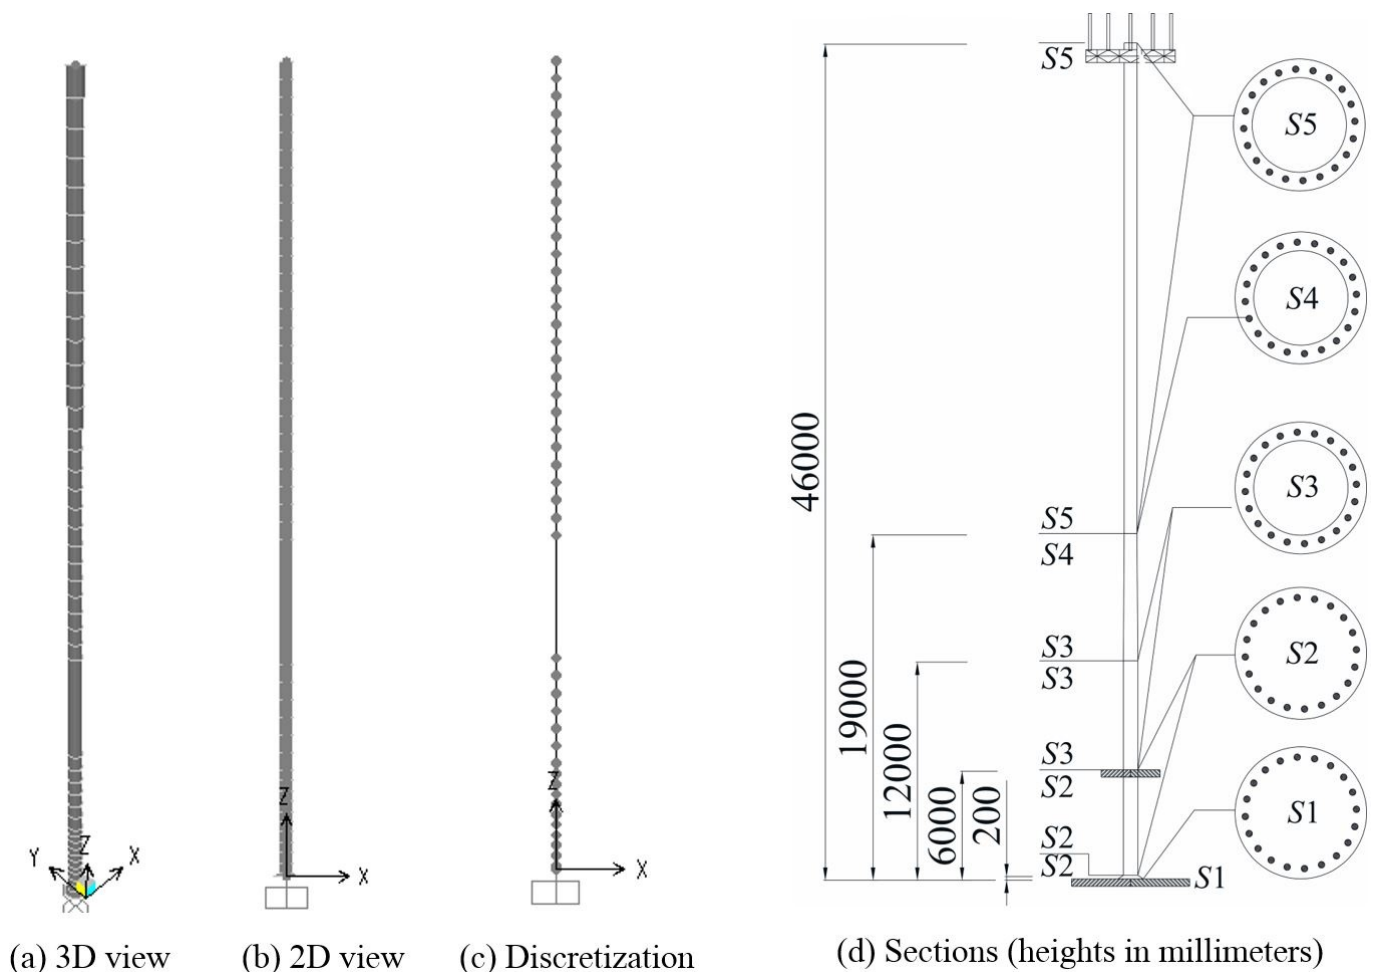 Y
Z
X
Z
X
Z
X
46000
19000
12000
6000
200
S5
S5
S4
S3
S3
S3
S2
S2
S2
S1
S5
S4
S3
S2
S1
(a) 3D view
(b) 2D view
(c) Discretization
(d) Sections (heights in millimeters)